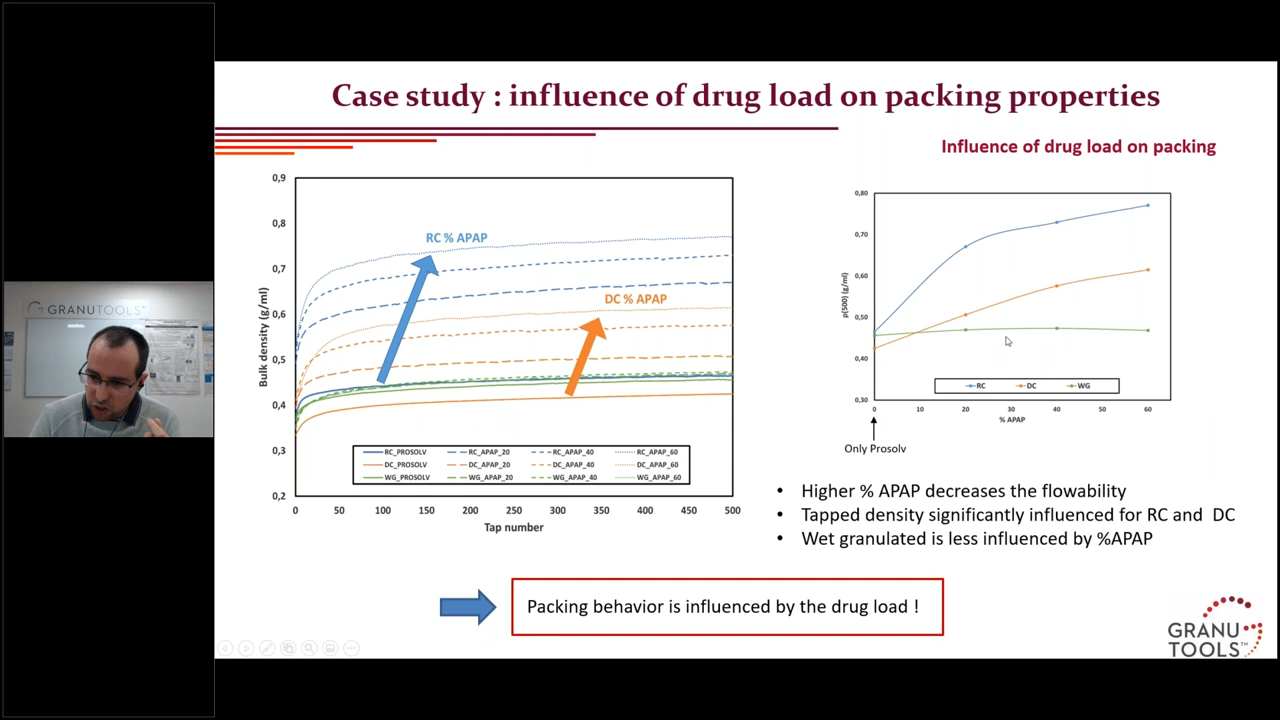 GRANUTOOLS™
Case study : influence of drug load on packing properties
Influence of drug load on packing
0,9
0,8
0,7
0,6
0,5
0,4
0,3
0,2
Bulk density (g/ml)
RC % APAP
DC % APAP
RC_PROSOLV RC_APAP_20 RC_APAP_40 RC_APAP_60
DC_PROSOLV DC_APAP_20 DC_APAP_40 DC_APAP_60
WG_PROSOLV WG_APAP_20 WG_APAP_40 WG_APAP_60
0 50 100 150 200 250 300 350 400 450 500
Tap number
0,80
0,70
0,60
0,50
0,40
0,30
ρ(500) (g/ml)
RC DC WG
0 10 20 30 40 50 60
% APAP
Only Prosolv
• Higher % APAP decreases the flowability
• Tapped density significantly influenced for RC and DC
• Wet granulated is less influenced by %APAP
Packing behavior is influenced by the drug load !
GRANU
TOOLS™